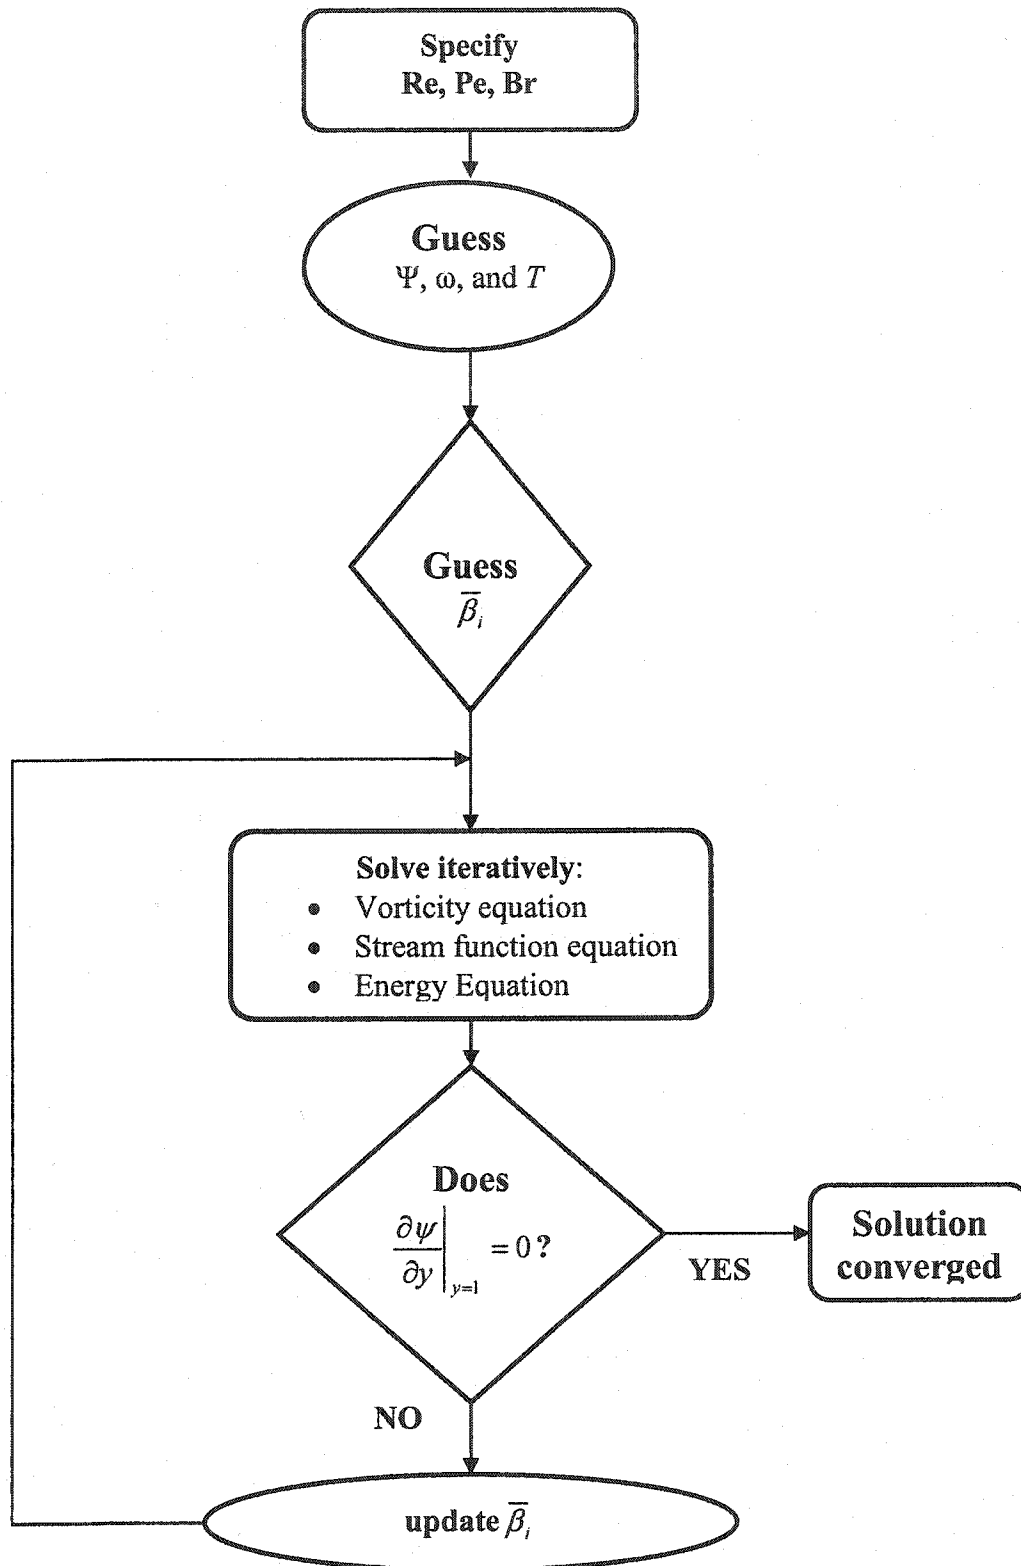 Specify
Re, Pe, Br
Guess
Ψ, ω, and T
Guess
β̅ᵢ
Solve iteratively:
• Vorticity equation
• Stream function equation
• Energy Equation
Does
∂ψ/∂y|y=1 = 0 ?
YES
Solution
converged
NO
update β̅ᵢ